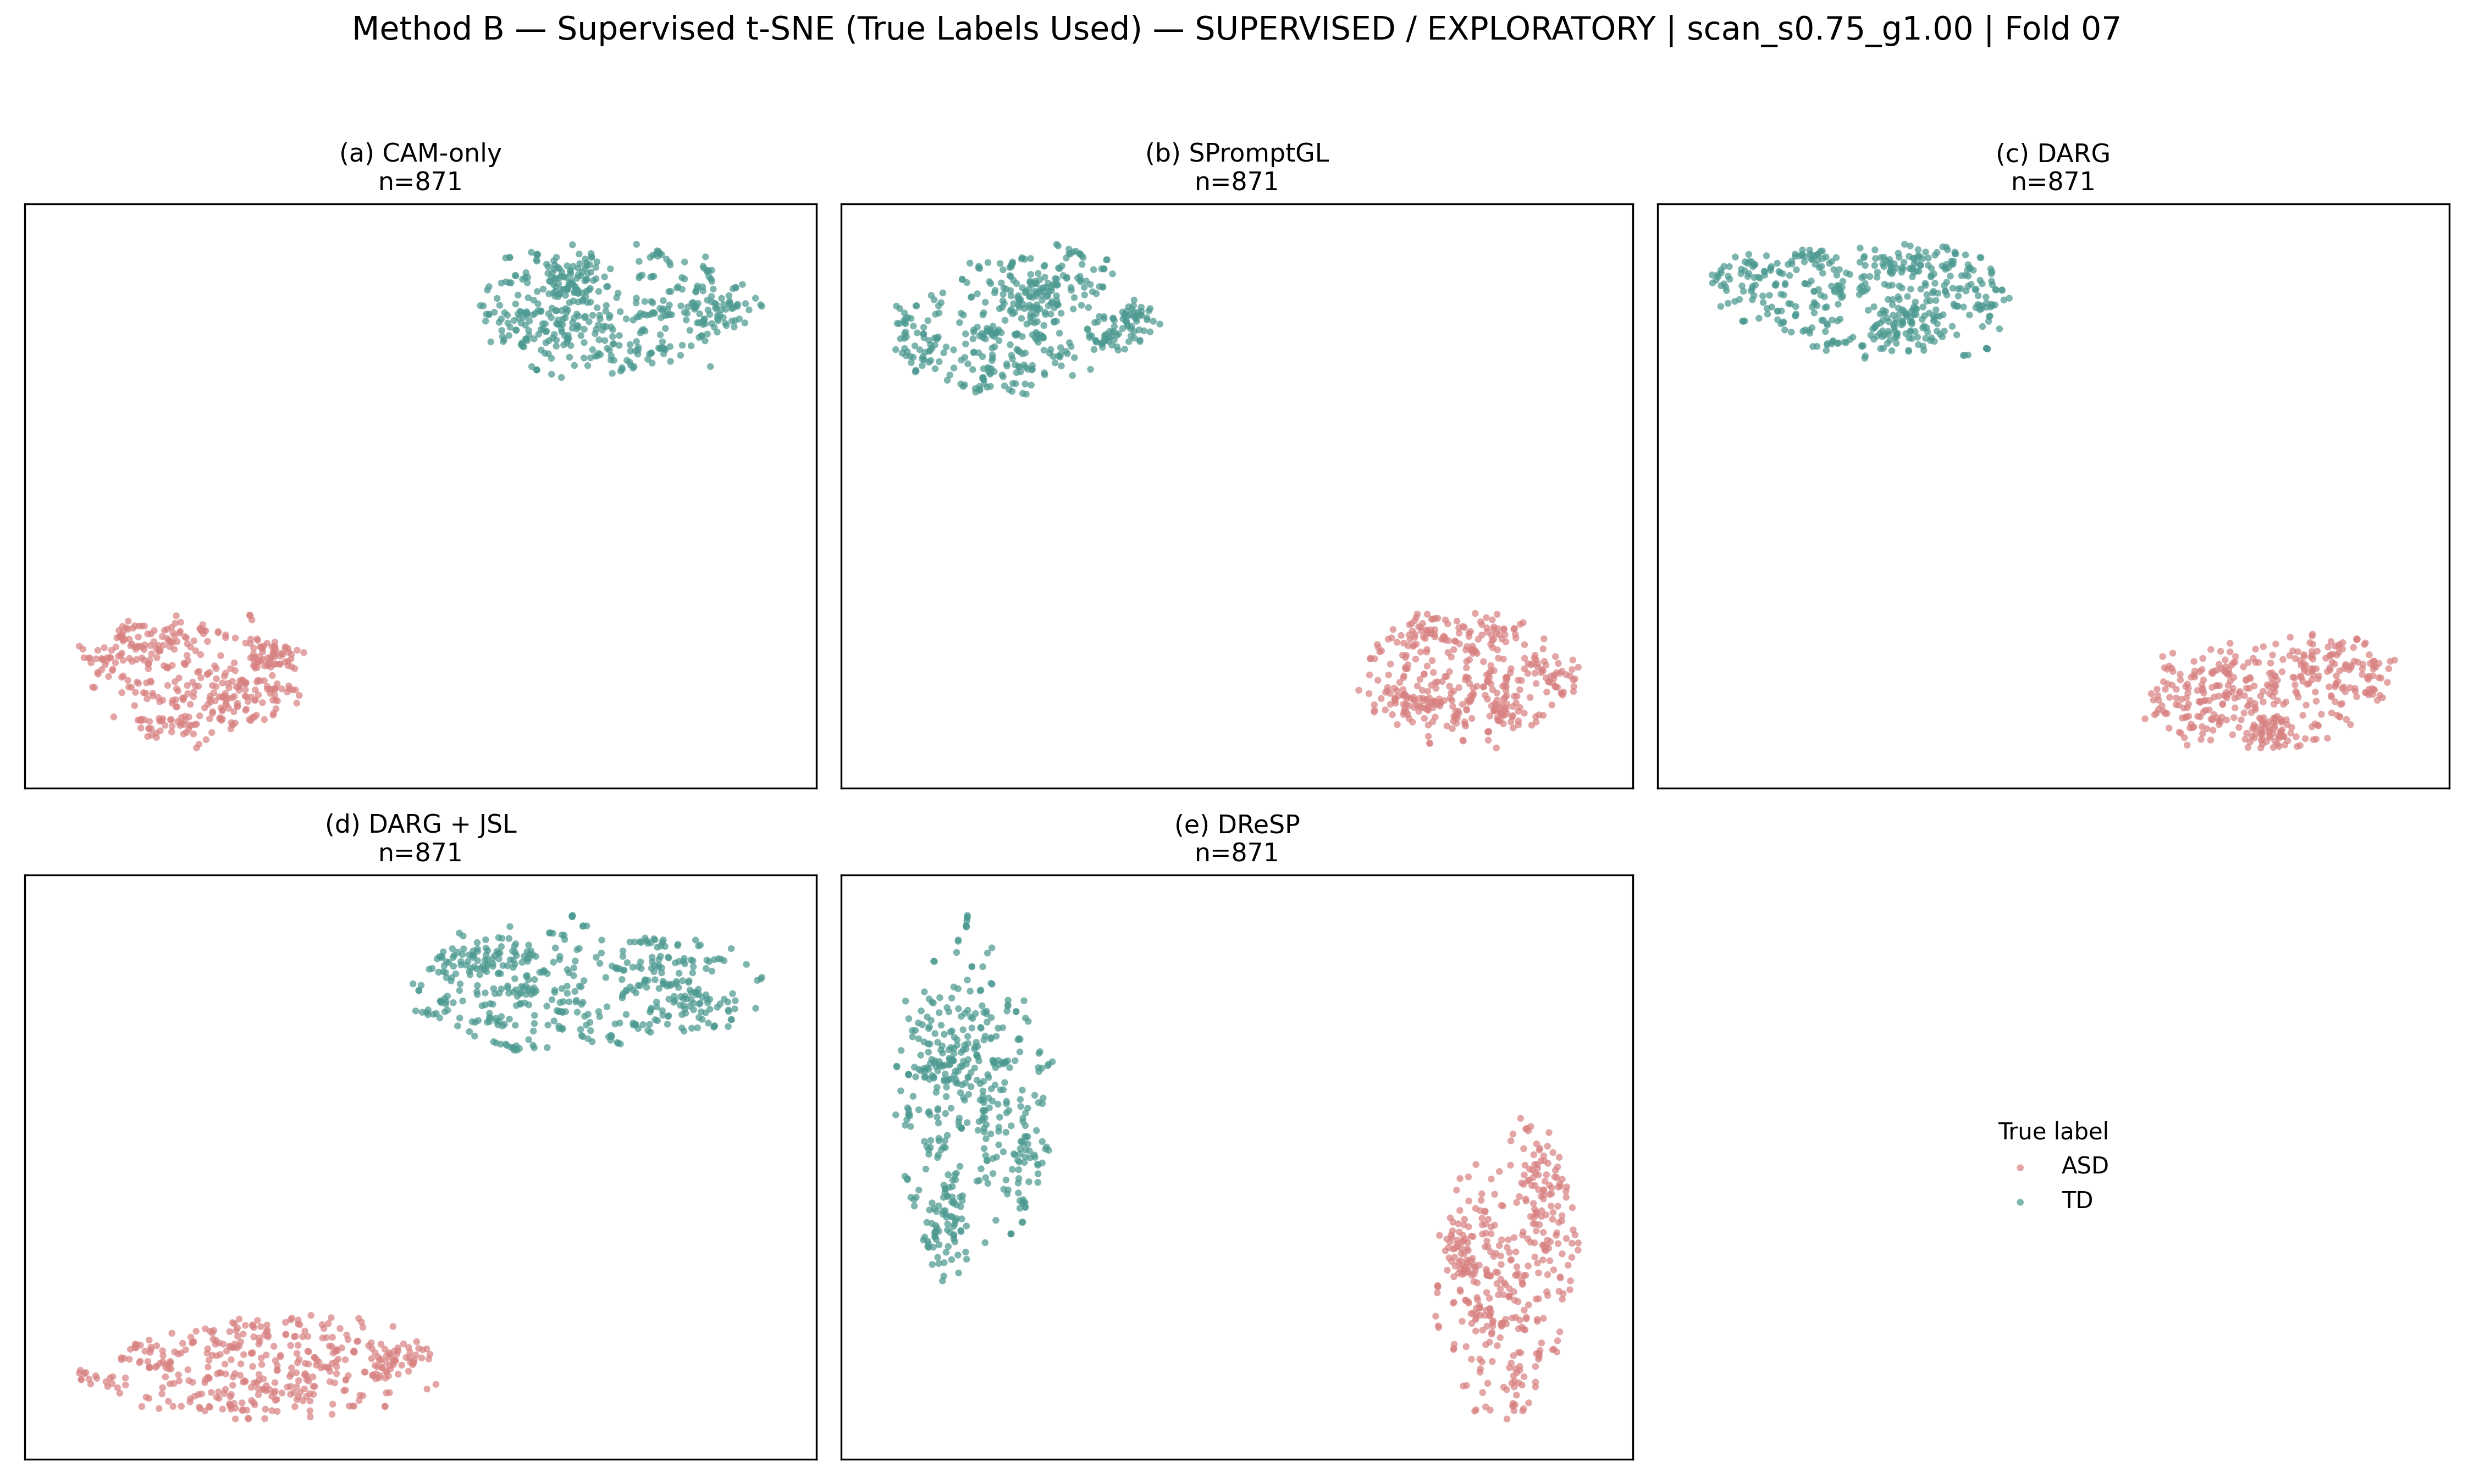 Method B — Supervised t-SNE (True Labels Used) — SUPERVISED / EXPLORATORY | scan_s0.75_g1.00 | Fold 07
(a) CAM-only
n=871
(b) SPromptGL
n=871
(c) DARG
n=871
(d) DARG + JSL
n=871
(e) DReSP
n=871
True label
ASD
TD